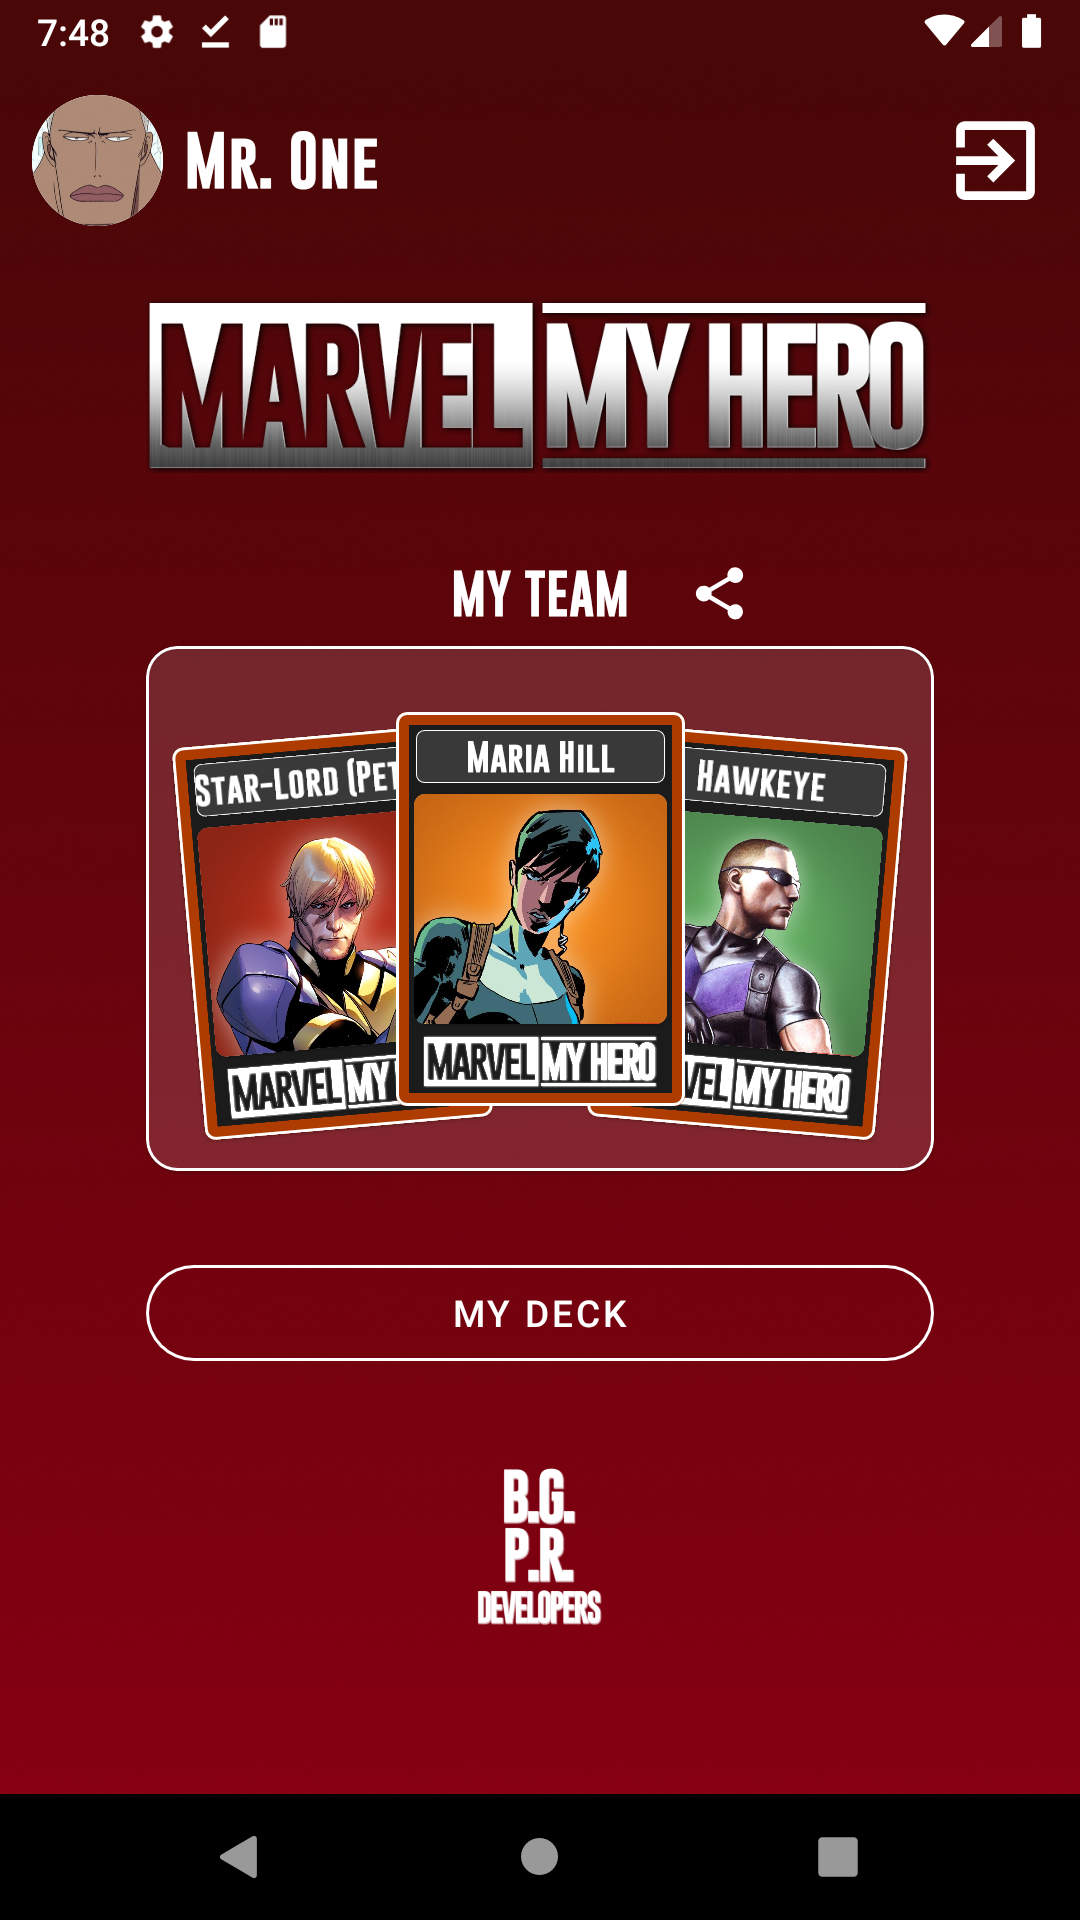 7:48
MR. ONE
MARVEL MY HERO
MY TEAM
STAR-LORD (PET
MARIA HILL
HAWKEYE
MARVEL MY
MARVEL MY HERO
VEL MY HERO
MY DECK
B.G.
P.R.
DEVELOPERS